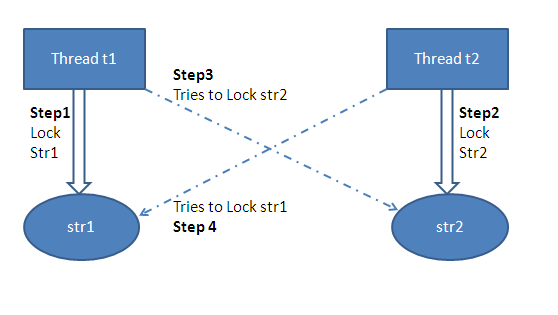 Thread t1
Thread t2
Step3
Tries to Lock str2
Step1
Lock
Str1
Step2
Lock
Str2
Tries to Lock str1
Step 4
str1
str2